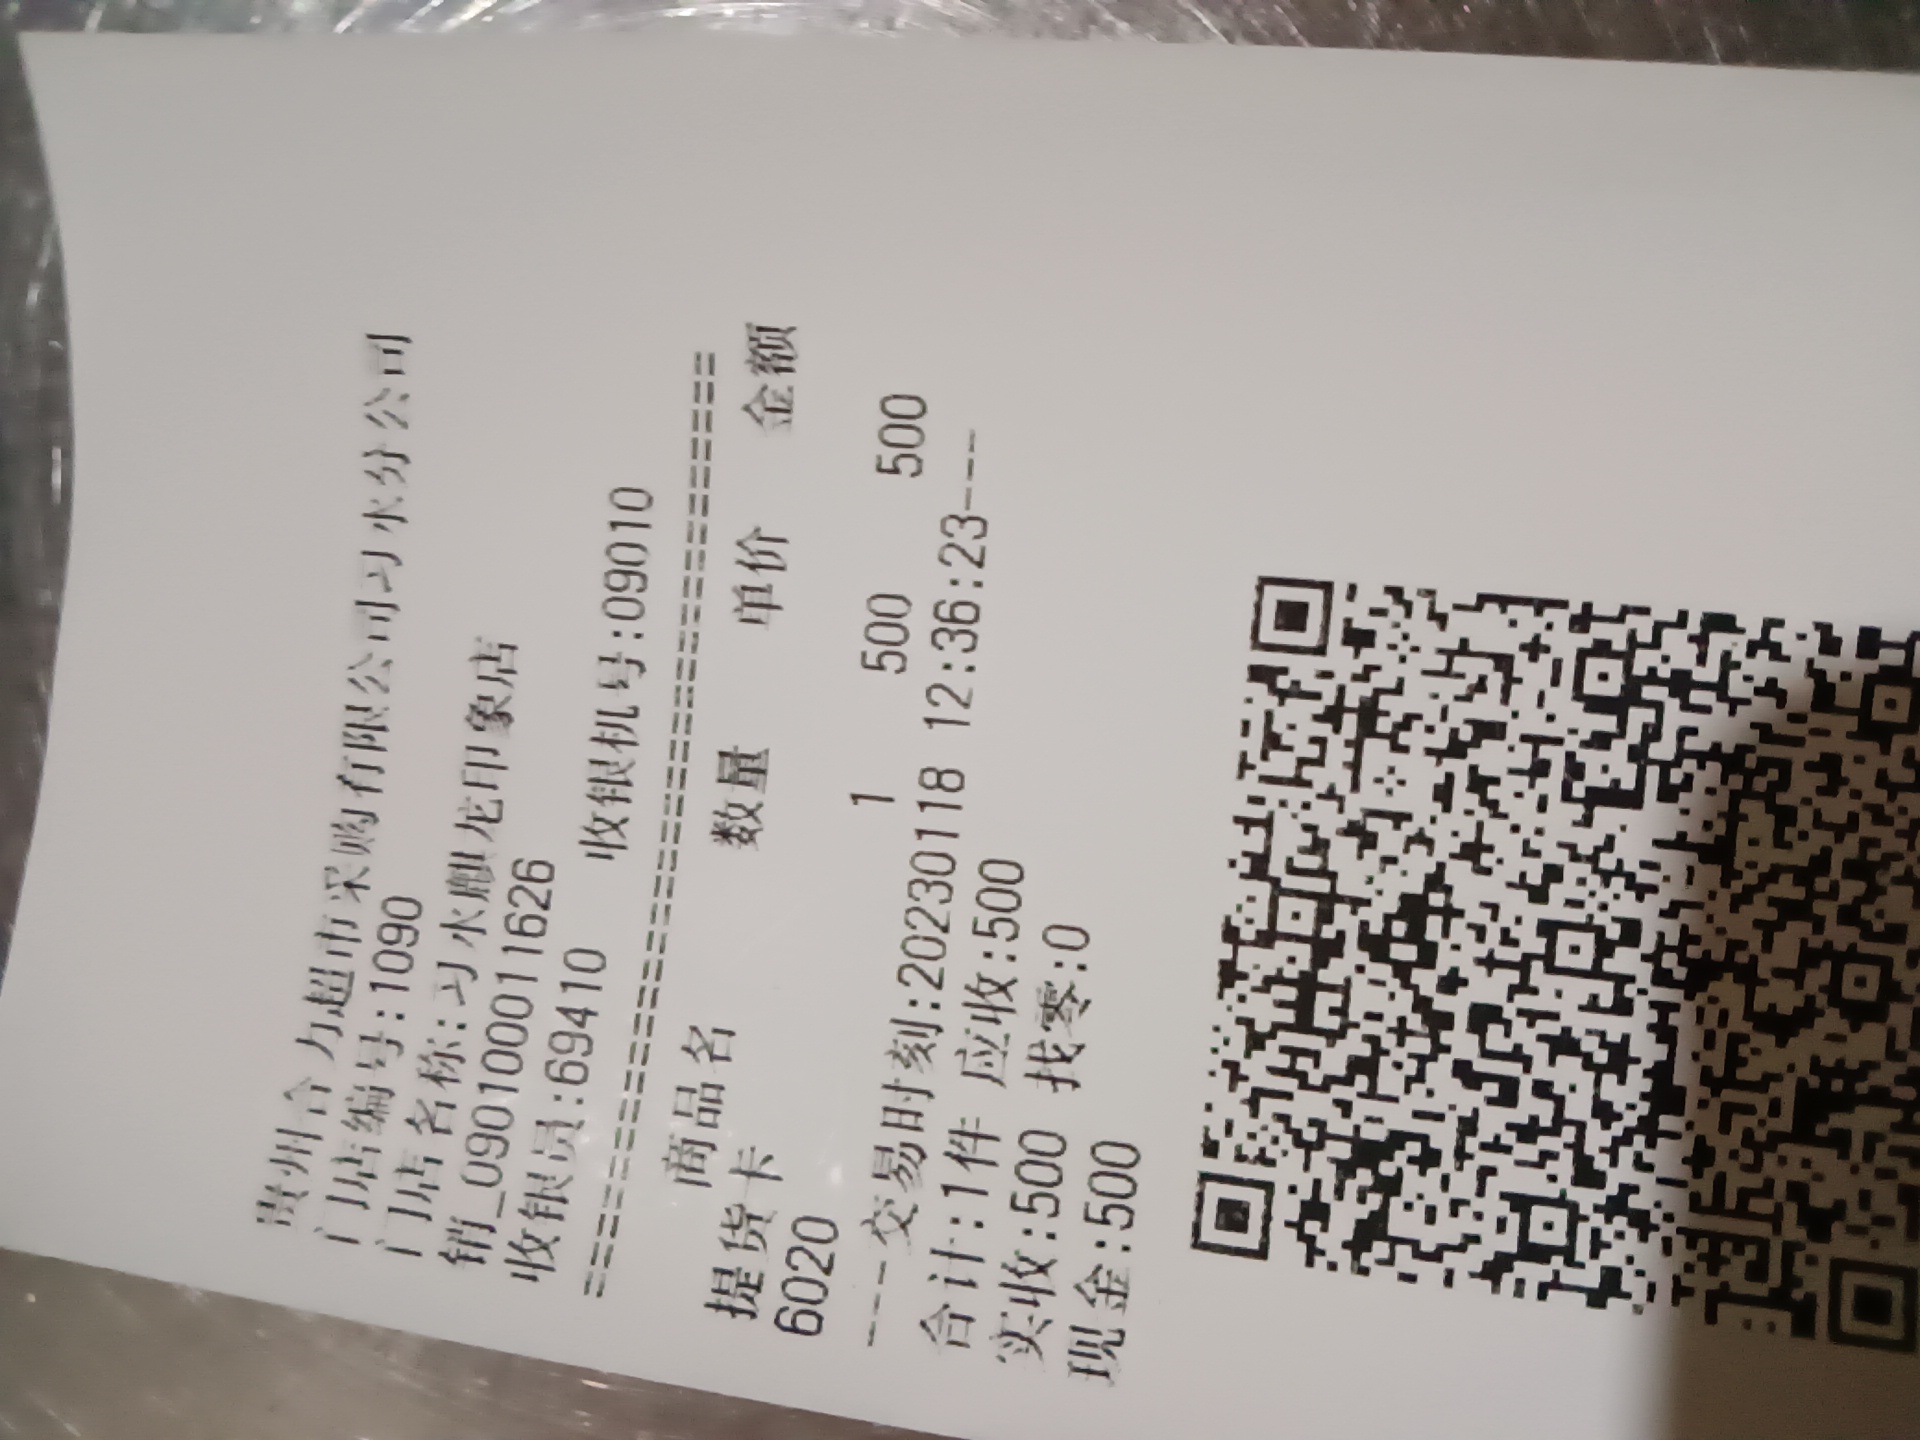 贵州合力超市采购有限公司习水分公司
门店编号:1090
门店名称:习水麒龙印象店
销_09010001 1626
收银员:69410 收银机号:09010
==========================================
商品名 数量 单价 金额
提货卡
6020 1 500 500
----交易时刻:20230118 12:36:23----
合计:1件 应收:500
实收:500 找零:0
现金:500